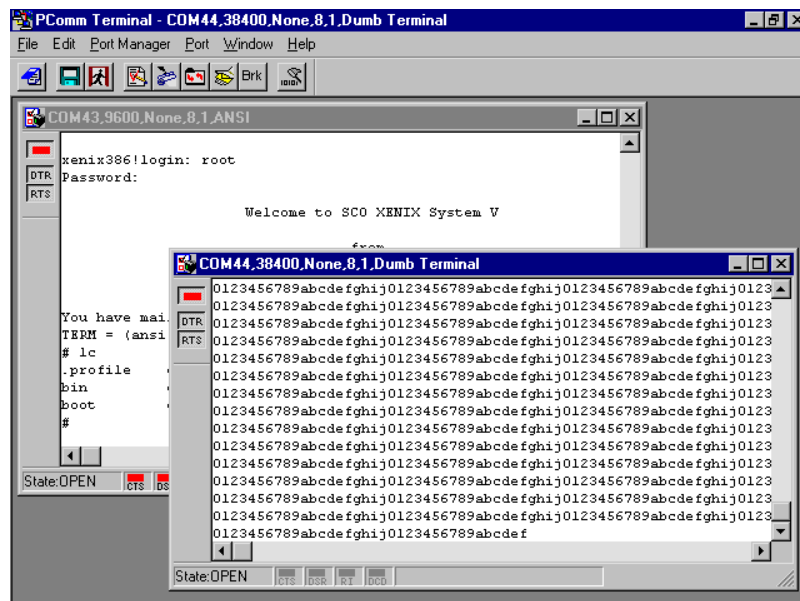 PComm Terminal - COM44,38400,None,8,1,Dumb Terminal
File Edit Port Manager Port Window Help
Brk
COM43,9600,None,8,1,ANSI
DTR
RTS
xenix386!login: root
Password:
Welcome to SCO XENIX System V
from
You have mai
TERM = (ansi
# lc
.profile
bin
boot
#
State:OPEN CTS
COM44,38400,None,8,1,Dumb Terminal
DTR
RTS
0123456789abcdefghij0123456789abcdefghij0123456789abcdefghij0123
0123456789abcdefghij0123456789abcdefghij0123456789abcdefghij0123
0123456789abcdefghij0123456789abcdefghij0123456789abcdefghij0123
0123456789abcdefghij0123456789abcdefghij0123456789abcdefghij0123
0123456789abcdefghij0123456789abcdefghij0123456789abcdefghij0123
0123456789abcdefghij0123456789abcdefghij0123456789abcdefghij0123
0123456789abcdefghij0123456789abcdefghij0123456789abcdefghij0123
0123456789abcdefghij0123456789abcdefghij0123456789abcdefghij0123
0123456789abcdefghij0123456789abcdefghij0123456789abcdefghij0123
0123456789abcdefghij0123456789abcdefghij0123456789abcdefghij0123
0123456789abcdefghij0123456789abcdefghij0123456789abcdefghij0123
0123456789abcdefghij0123456789abcdefghij0123456789abcdefghij0123
0123456789abcdefghij0123456789abcdefghij0123456789abcdefghij0123
0123456789abcdefghij0123456789abcdefghij0123456789abcdefghij0123
0123456789abcdef
State:OPEN CTS DSR RI DCD